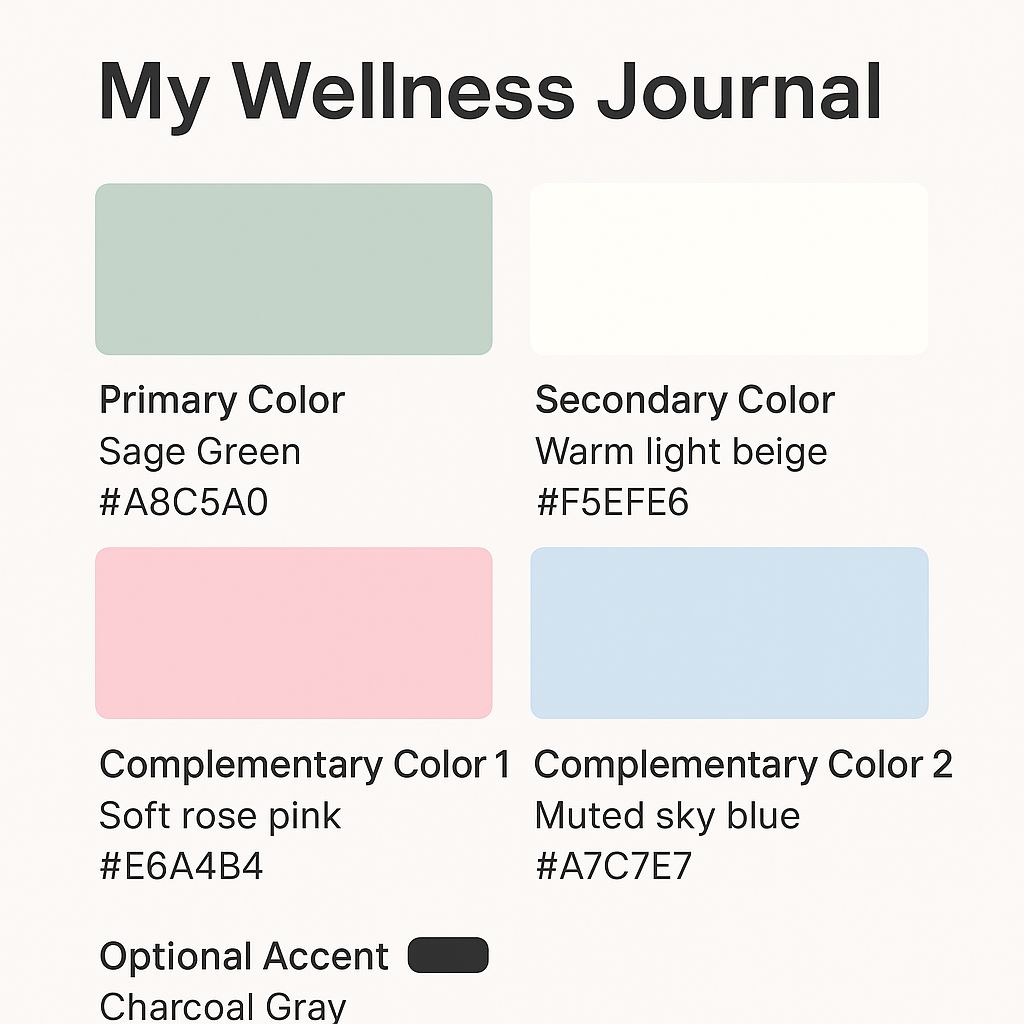 My Wellness Journal
Primary Color
Sage Green
#A8C5A0
Secondary Color
Warm light beige
#F5EFE6
Complementary Color 1
Soft rose pink
#E6A4B4
Complementary Color 2
Muted sky blue
#A7C7E7
Optional Accent
Charcoal Gray